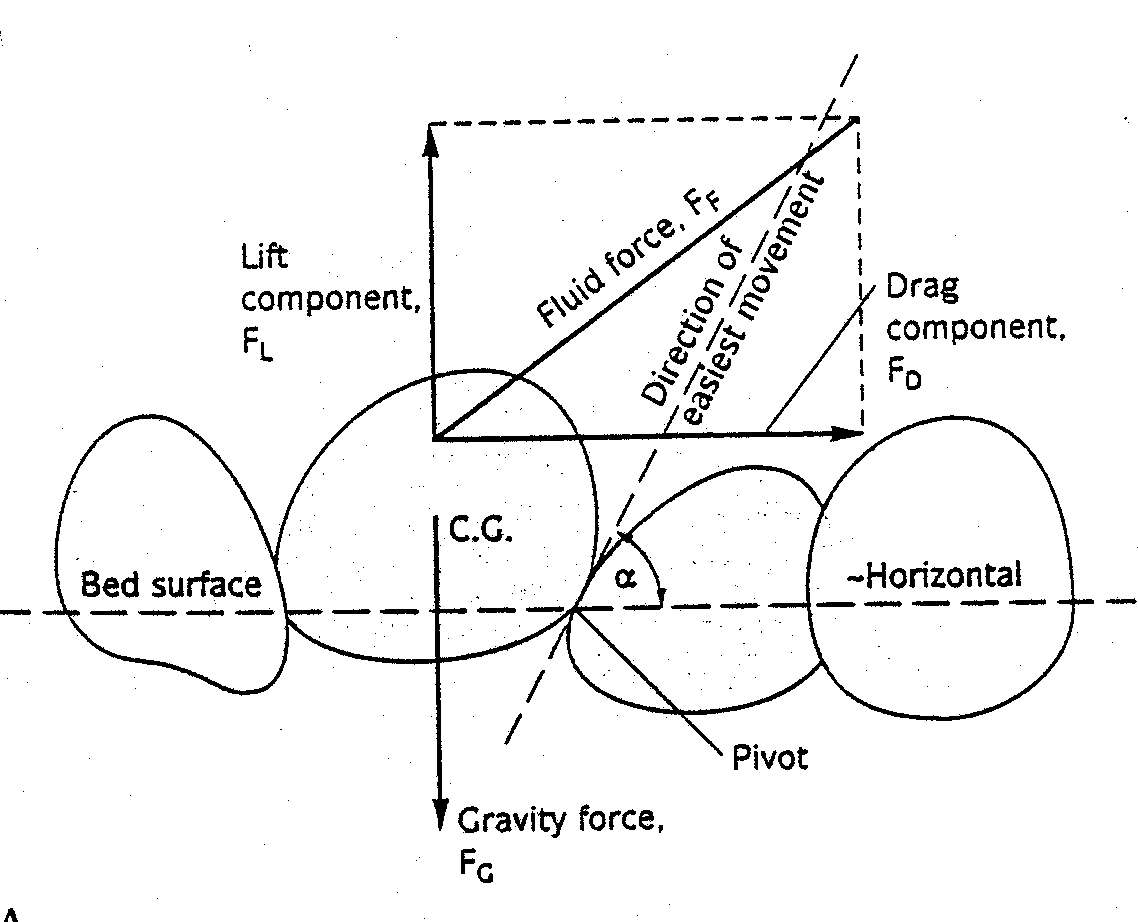 Lift
component,
F_L
Fluid force, F_F
Direction of
easiest movement
Drag
component,
F_D
C.G.
Bed surface
α
~Horizontal
Pivot
Gravity force,
F_G
A